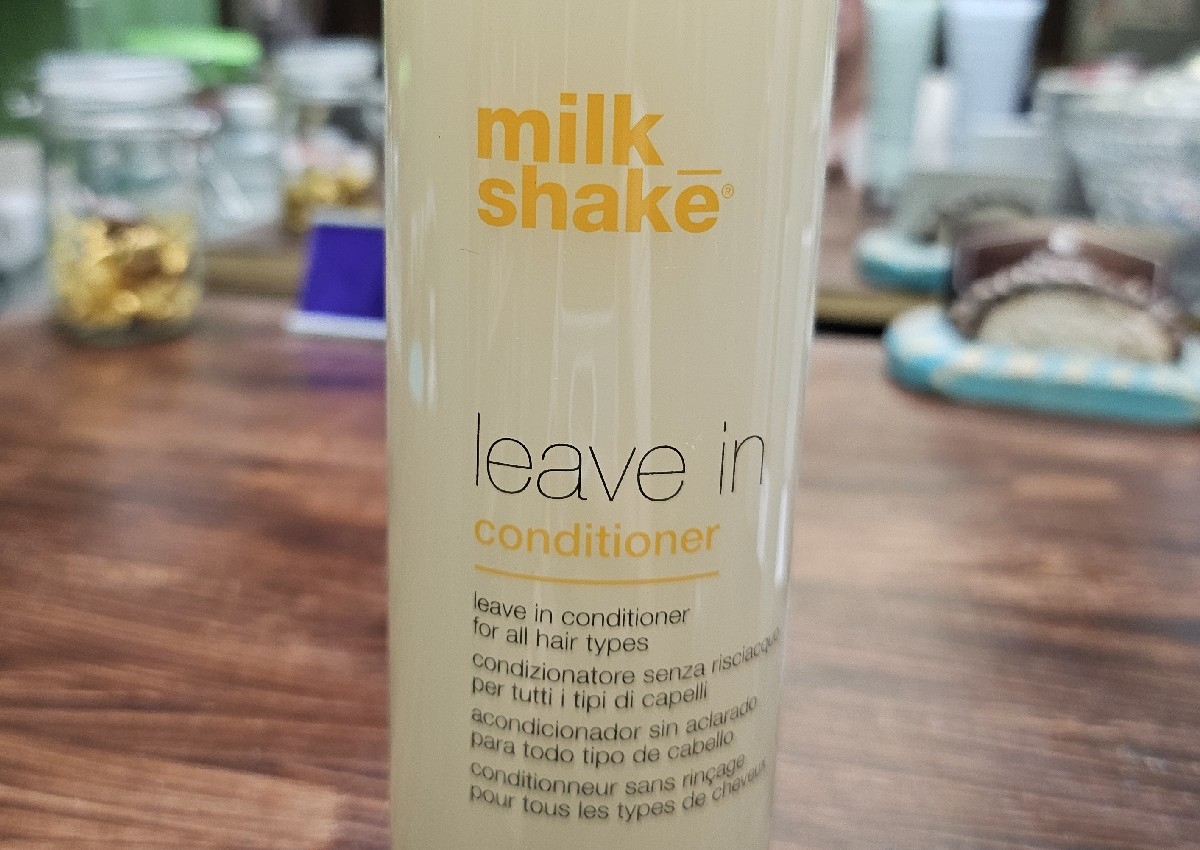 milk
shakē®
leave in
conditioner
leave in conditioner
for all hair types
condizionatore senza risciacquo
per tutti i tipi di capelli
acondicionador sin aclarado
para todo tipo de cabello
conditionneur sans rinçage
pour tous les types de cheveux